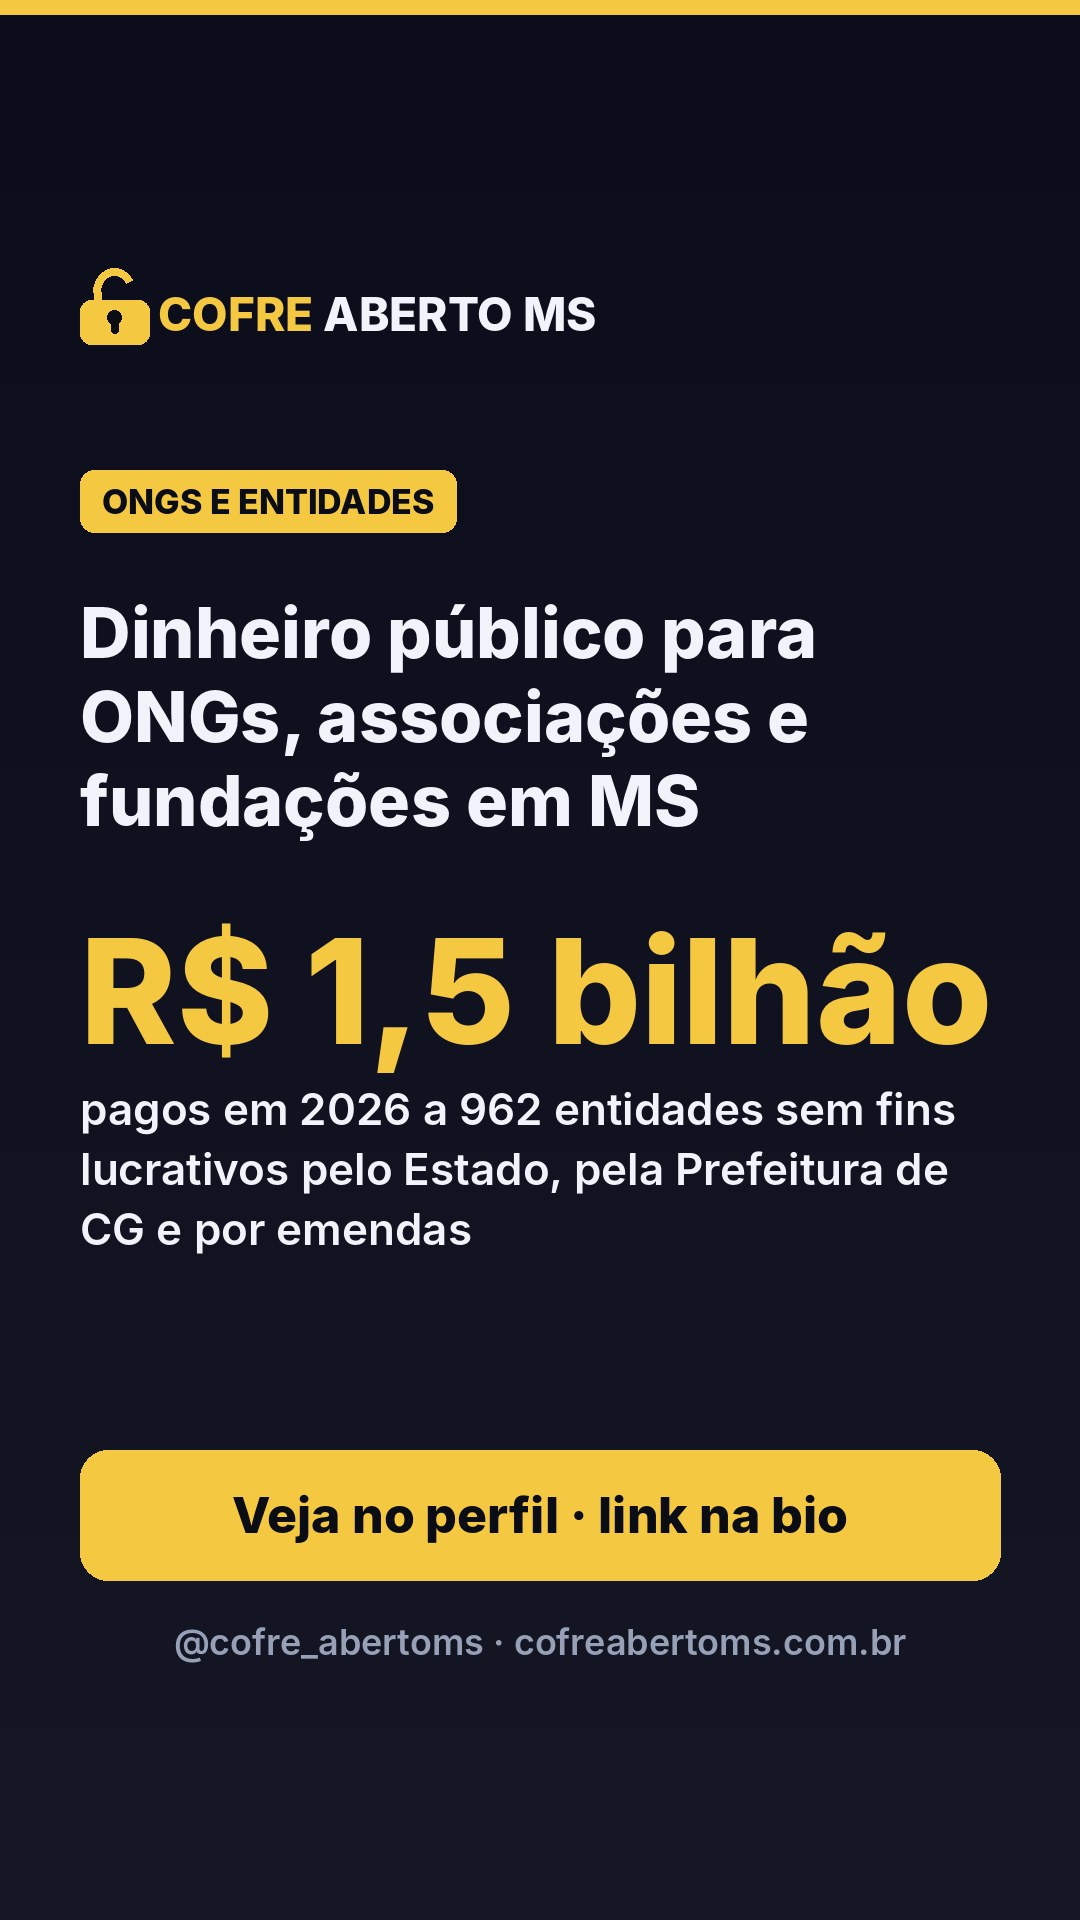 COFRE ABERTO MS
ONGS E ENTIDADES
Dinheiro público para
ONGs, associações e
fundações em MS
R$ 1,5 bilhão
pagos em 2026 a 962 entidades sem fins
lucrativos pelo Estado, pela Prefeitura de
CG e por emendas
Veja no perfil · link na bio
@cofre_abertoms · cofreabertoms.com.br